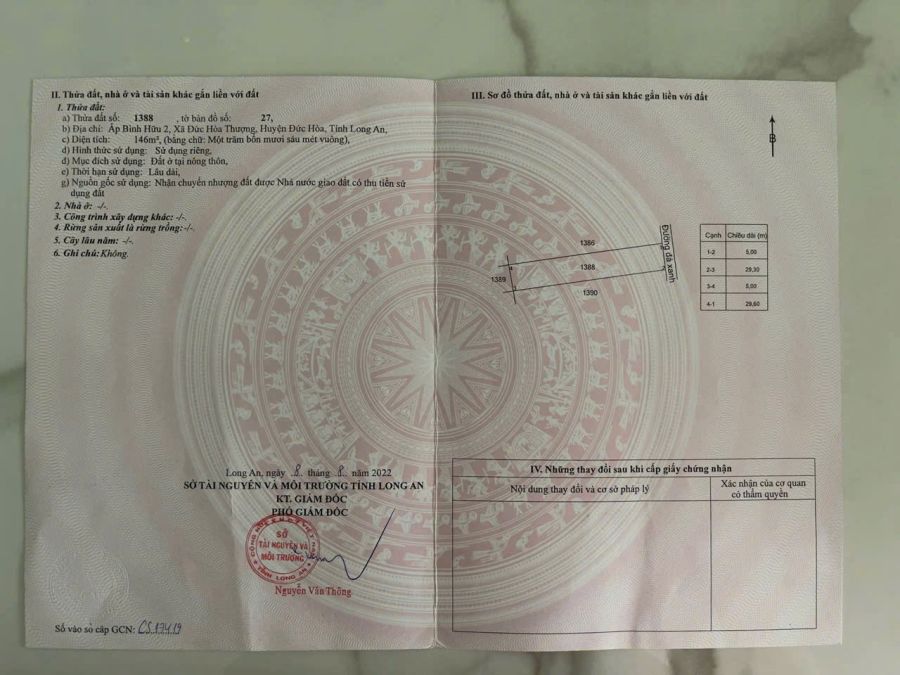 II. Thửa đất, nhà ở và tài sản khác gắn liền với đất
1. Thửa đất:
a) Thửa đất số: 1388 , tờ bản đồ số: 27,
b) Địa chỉ: Ấp Bình Hữu 2, Xã Đức Hòa Thượng, Huyện Đức Hòa, Tỉnh Long An,
c) Diện tích: 146m², (bằng chữ: Một trăm bốn mươi sáu mét vuông),
d) Hình thức sử dụng: Sử dụng riêng,
đ) Mục đích sử dụng: Đất ở tại nông thôn,
e) Thời hạn sử dụng: Lâu dài,
g) Nguồn gốc sử dụng: Nhận chuyển nhượng đất được Nhà nước giao đất có thu tiền sử
dụng đất
2. Nhà ở: -/-.
3. Công trình xây dựng khác: -/-.
4. Rừng sản xuất là rừng trồng: -/-.
5. Cây lâu năm: -/-.
6. Ghi chú: Không.
Long An, ngày 8 tháng 8 năm 2022
SỞ TÀI NGUYÊN VÀ MÔI TRƯỜNG TỈNH LONG AN
KT. GIÁM ĐỐC
PHÓ GIÁM ĐỐC
SỞ
TÀI NGUYÊN VÀ
MÔI TRƯỜNG
TỈNH LONG AN
Nguyễn Văn Thông
Số vào sổ cấp GCN: CS 17419
III. Sơ đồ thửa đất, nhà ở và tài sản khác gắn liền với đất
B
1386
Đường đá xanh
1388
1389
1390
Cạnh Chiều dài (m)
1-2 5,00
2-3 29,30
3-4 5,00
4-1 29,60
IV. Những thay đổi sau khi cấp giấy chứng nhận
Nội dung thay đổi và cơ sở pháp lý
Xác nhận của cơ quan
có thẩm quyền